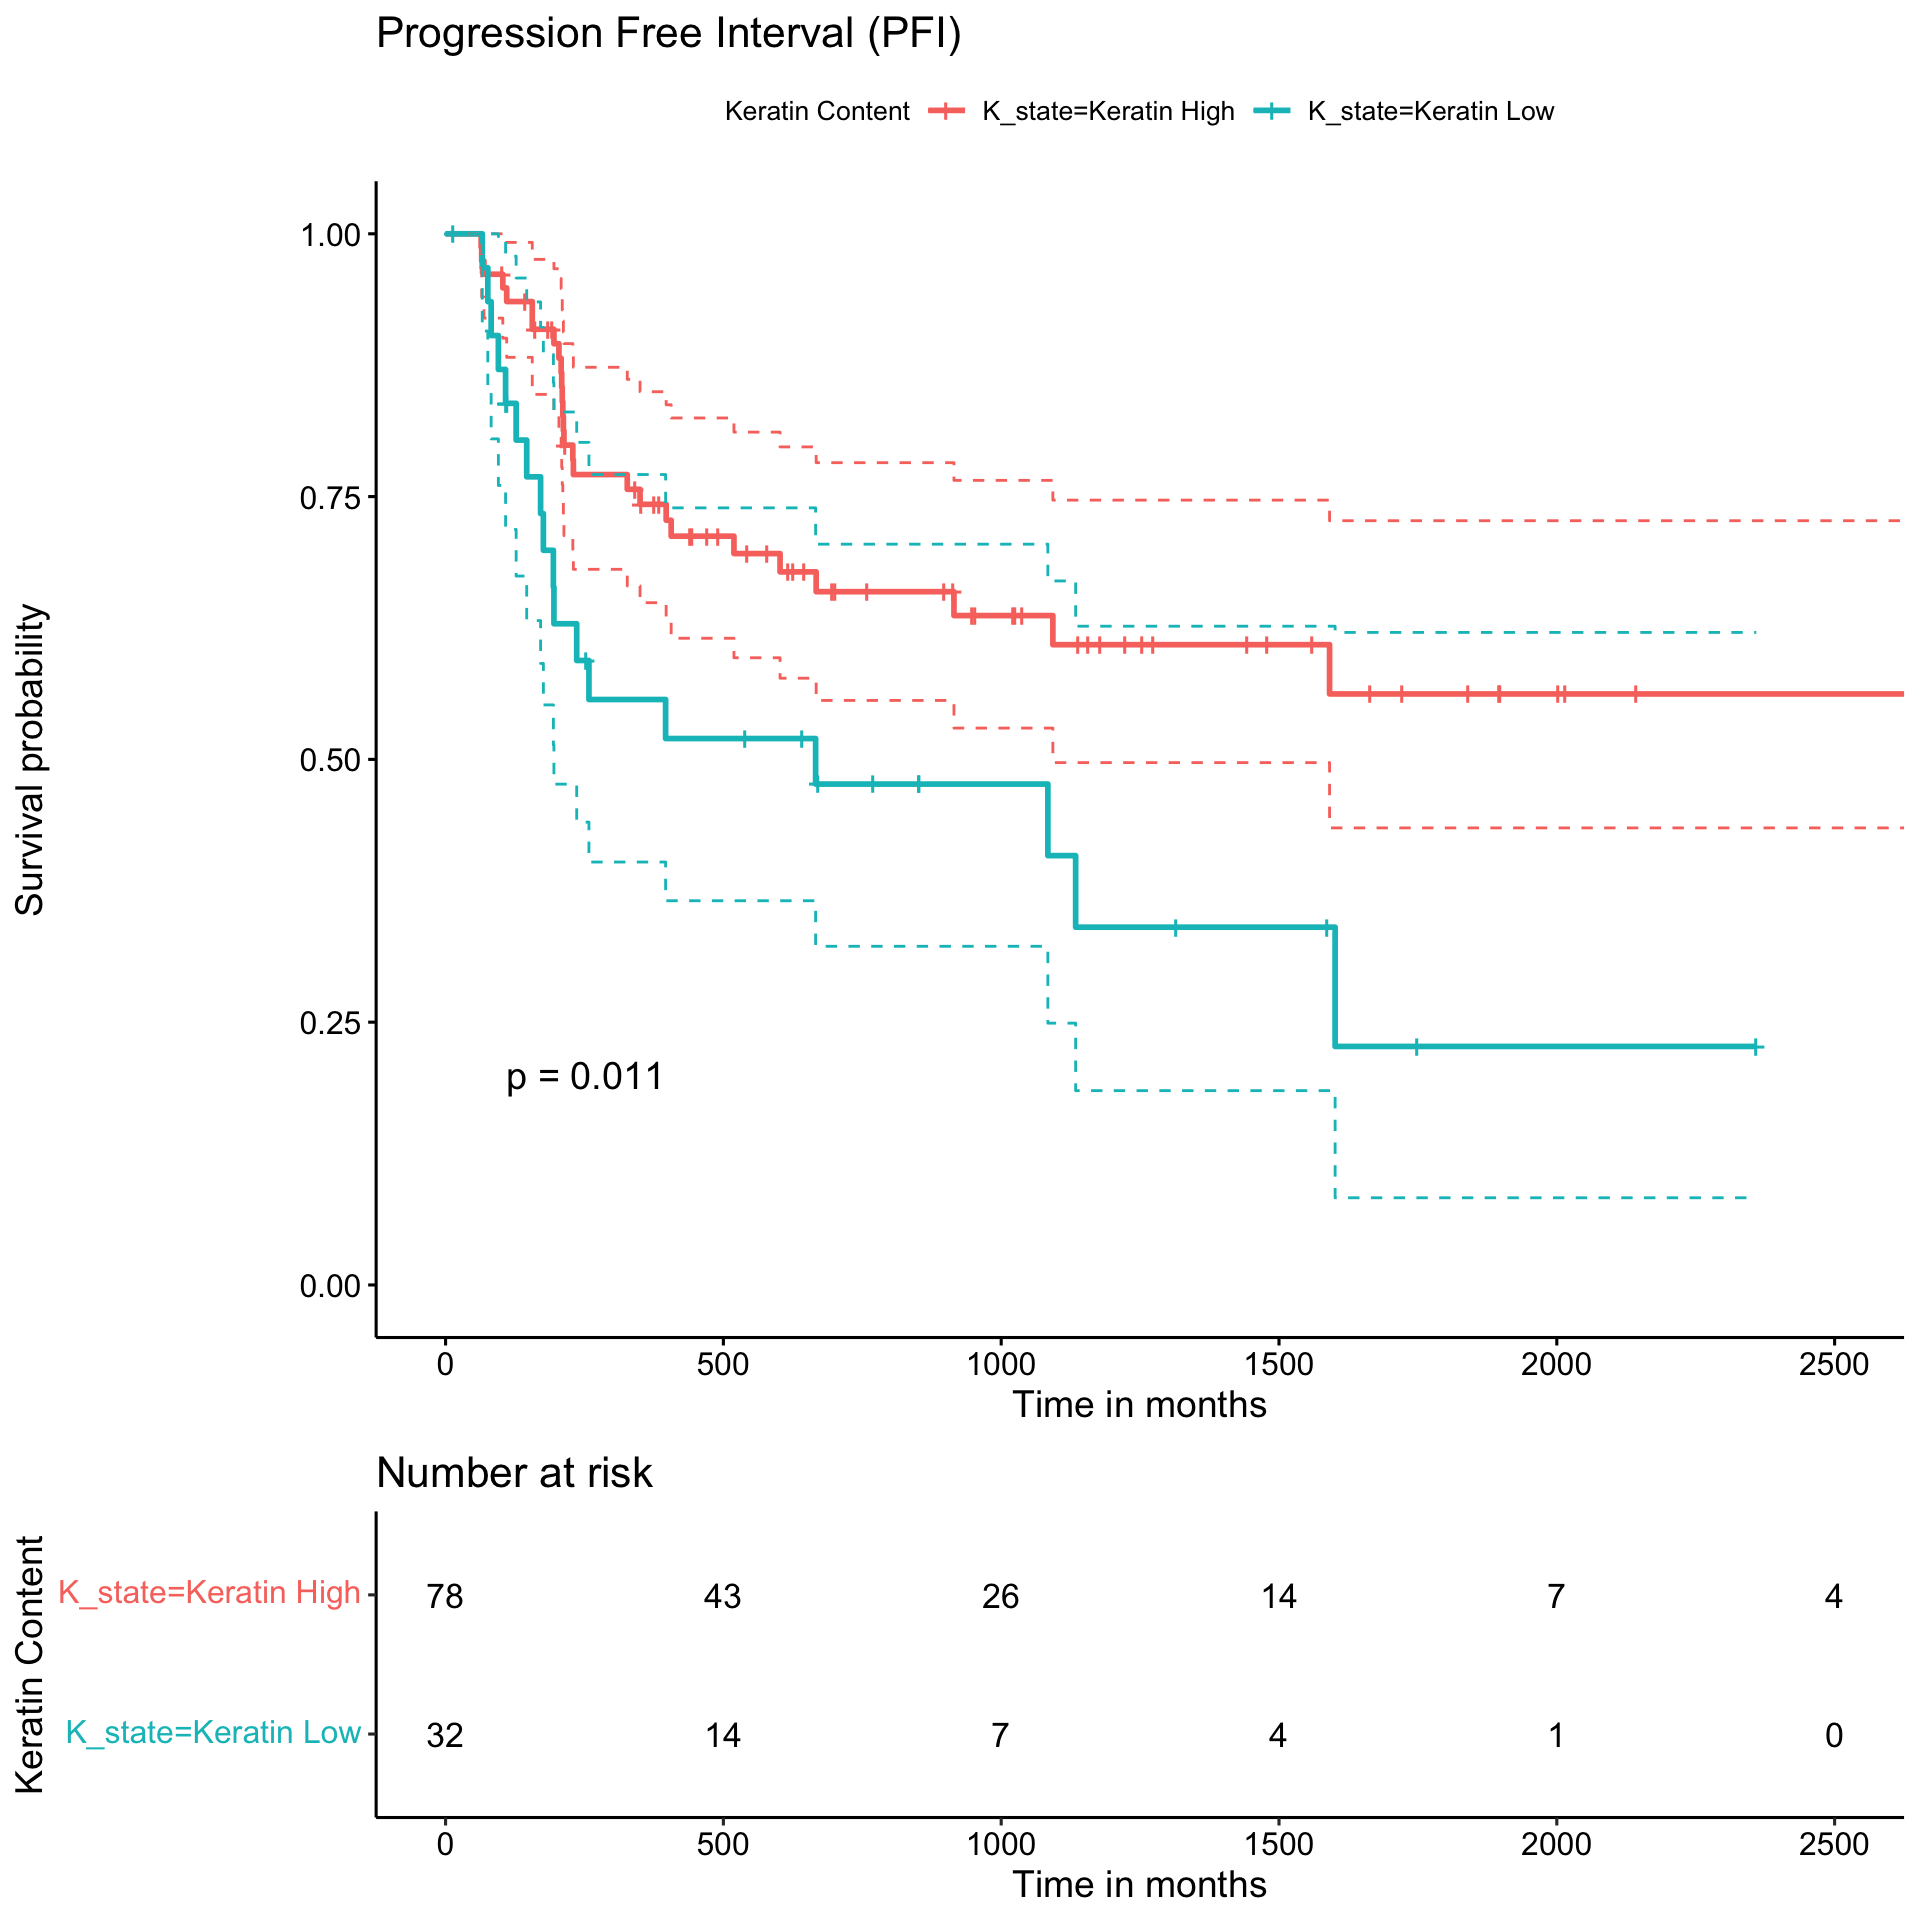 Progression Free Interval (PFI)
Keratin Content K_state=Keratin High K_state=Keratin Low
Survival probability
1.00
0.75
0.50
0.25
0.00
p = 0.011
0 500 1000 1500 2000 2500
Time in months
Number at risk
Keratin Content
K_state=Keratin High 78 43 26 14 7 4
K_state=Keratin Low 32 14 7 4 1 0
0 500 1000 1500 2000 2500
Time in months